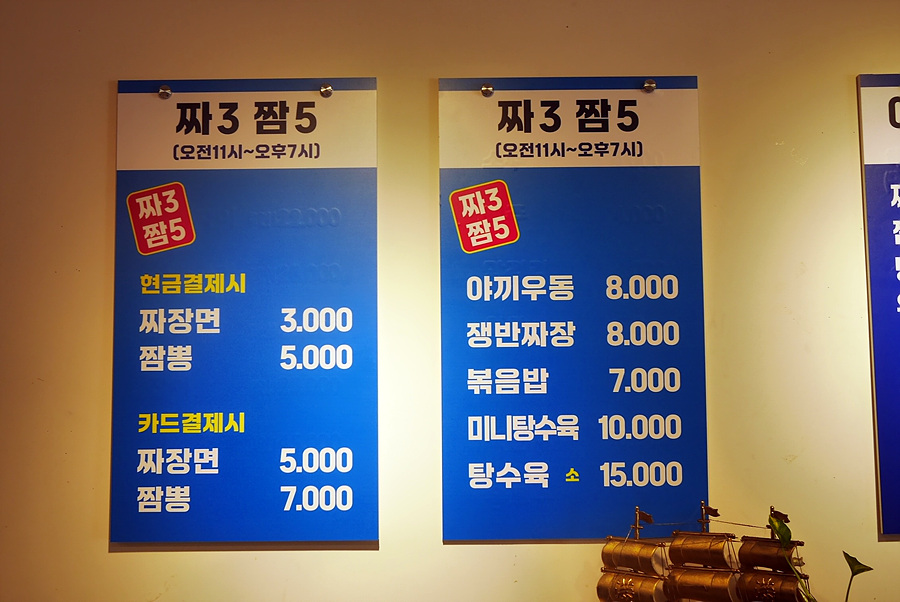 짜3 짬5
(오전11시~오후7시)
짜3
짬5
현금결제시
짜장면 3.000
짬뽕 5.000
카드결제시
짜장면 5.000
짬뽕 7.000
짜3 짬5
(오전11시~오후7시)
짜3
짬5
야끼우동 8.000
쟁반짜장 8.000
볶음밥 7.000
미니탕수육 10.000
탕수육 소 15.000